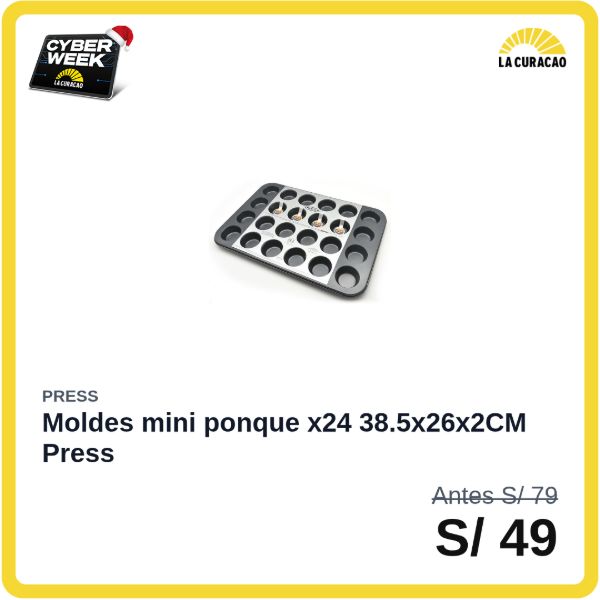 CYBER
WEEK
LA CURACAO
LA CURACAO
PRESS
Moldes mini ponque x24 38.5x26x2CM
Press
Antes S/ 79
S/ 49